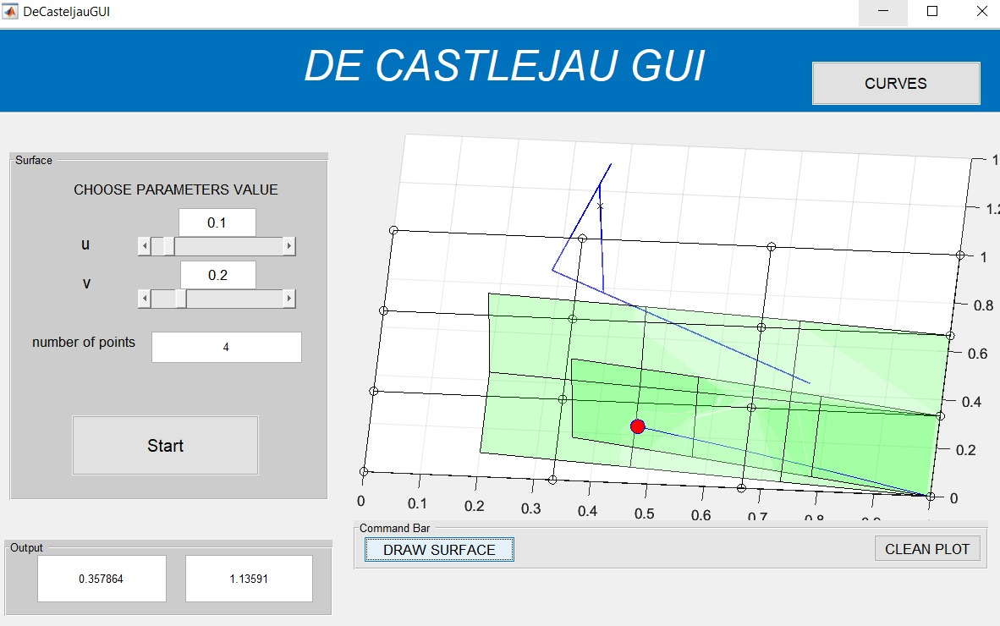 DeCasteljauGUI
DE CASTLEJAU GUI
CURVES
Surface
CHOOSE PARAMETERS VALUE
0.1
u
0.2
v
number of points
4
Start
Output
0.357864
1.13591
1.2
1
0.8
0.6
0.4
0.2
0
0 0.1 0.2 0.3 0.4 0.5 0.6 0.7 0.8
Command Bar
DRAW SURFACE
CLEAN PLOT